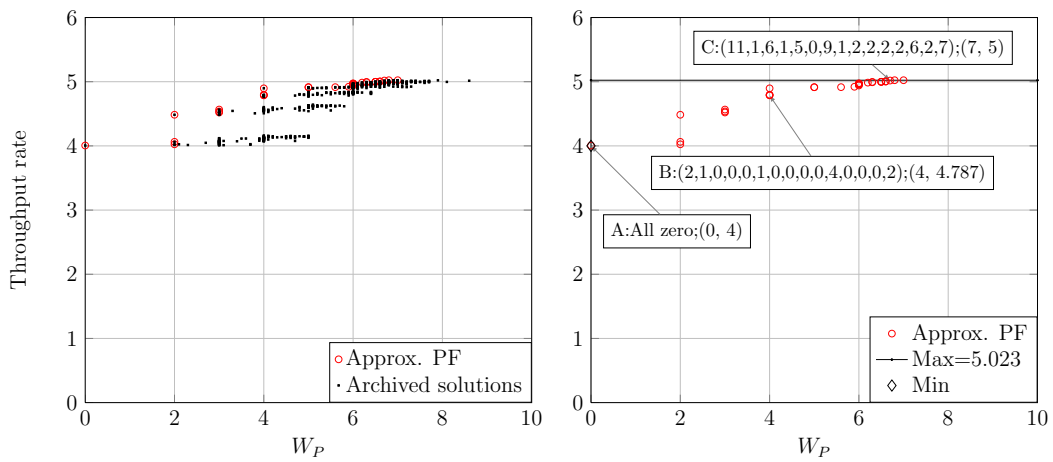 Throughput rate
6
5
4
3
2
1
0
0 2 4 6 8 10
W_P
Approx. PF
Archived solutions
6
5
4
3
2
1
0
0 2 4 6 8 10
W_P
C:(11,1,6,1,5,0,9,1,2,2,2,2,6,2,7);(7, 5)
B:(2,1,0,0,0,1,0,0,0,0,4,0,0,0,2);(4, 4.787)
A:All zero;(0, 4)
Approx. PF
Max=5.023
Min